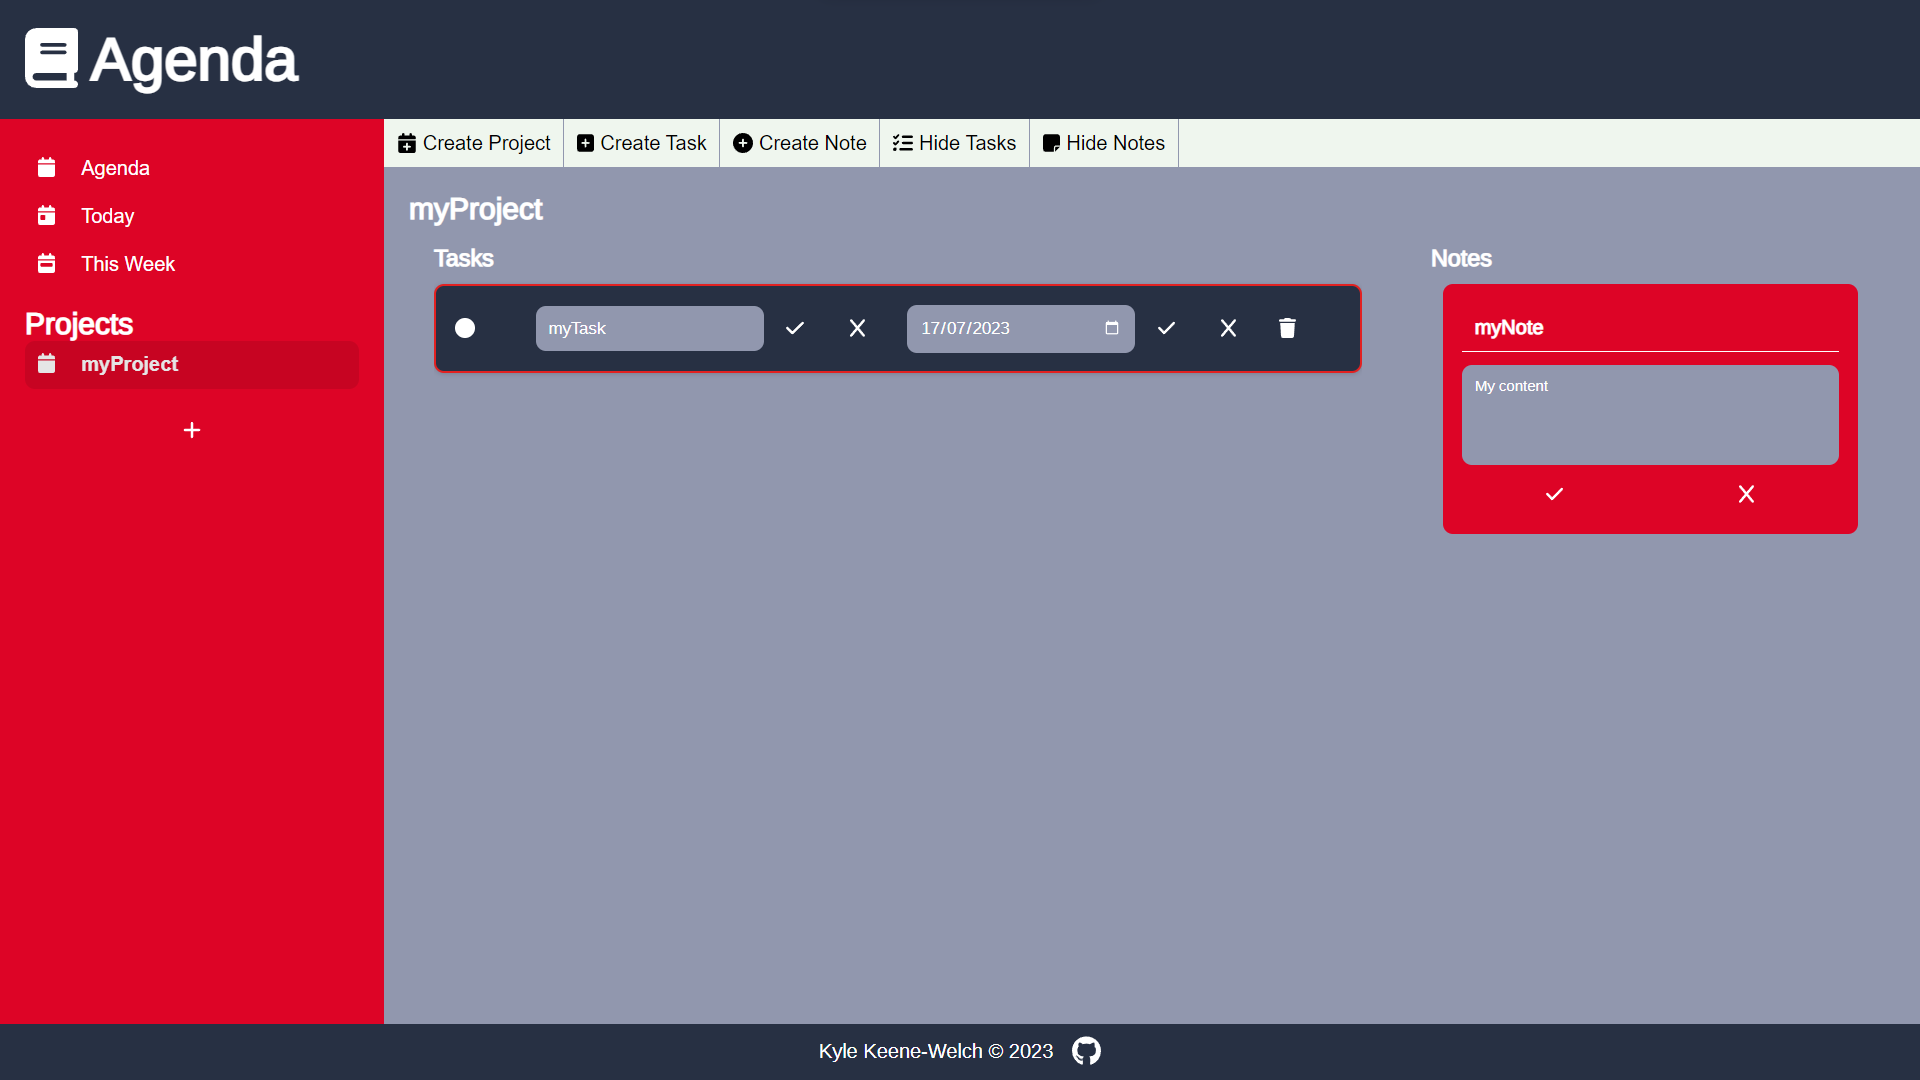 Agenda
Agenda
Today
This Week
Projects
myProject
Create Project
Create Task
Create Note
Hide Tasks
Hide Notes
myProject
Tasks
myTask
17/07/2023
Notes
myNote
My content
Kyle Keene-Welch © 2023